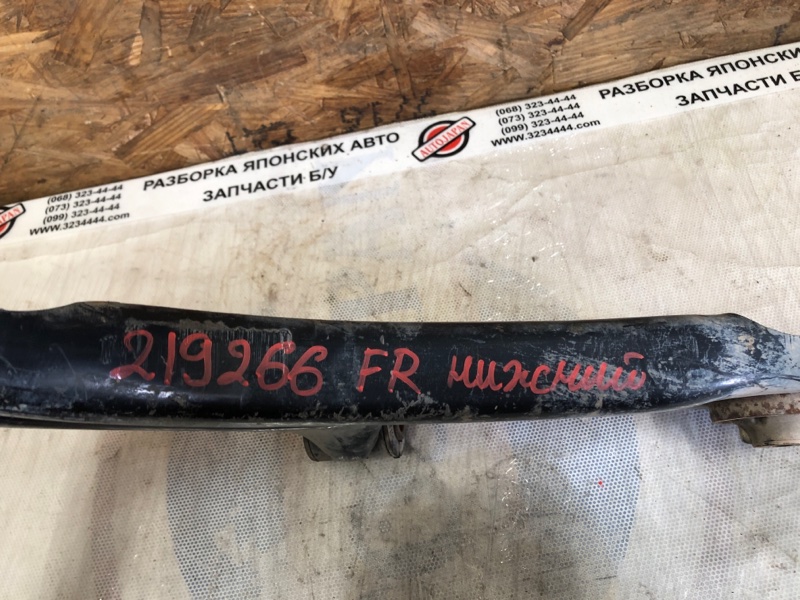 (068) 323-44-44
(073) 323-44-44
(099) 323-44-44
www.3234444.com
РАЗБОРКА ЯПОНСКИХ АВТО
ЗАПЧАСТИ Б/У
AUTOJAPAN
(068) 323-44-44
(073) 323-44-44
(099) 323-44-44
www.3234444.com
РАЗБОРКА ЯПОНСКИХ
ЗАПЧАСТИ Б
219266 FR нижний